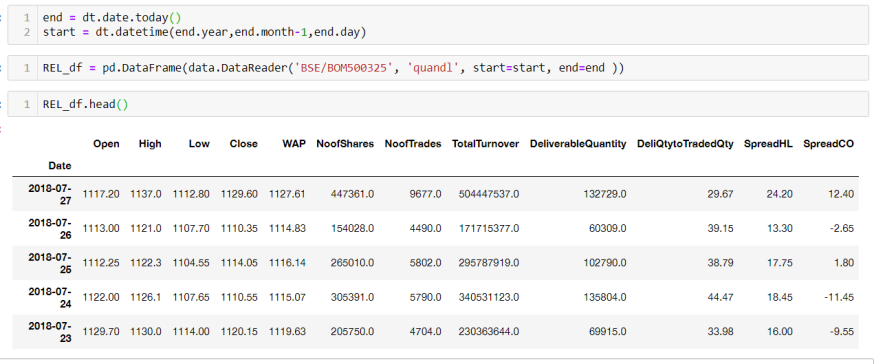 1 end = dt.date.today()
2 start = dt.datetime(end.year,end.month-1,end.day)
1 REL_df = pd.DataFrame(data.DataReader('BSE/BOM500325', 'quandl', start=start, end=end ))
1 REL_df.head()
Open High Low Close WAP NoofShares NoofTrades TotalTurnover DeliverableQuantity DeliQtytoTradedQty SpreadHL SpreadCO
Date
2018-07-
27 1117.20 1137.0 1112.80 1129.60 1127.61 447361.0 9677.0 504447537.0 132729.0 29.67 24.20 12.40
2018-07-
26 1113.00 1121.0 1107.70 1110.35 1114.83 154028.0 4490.0 171715377.0 60309.0 39.15 13.30 -2.65
2018-07-
25 1112.25 1122.3 1104.55 1114.05 1116.14 265010.0 5802.0 295787919.0 102790.0 38.79 17.75 1.80
2018-07-
24 1122.00 1126.1 1107.65 1110.55 1115.07 305391.0 5790.0 340531123.0 135804.0 44.47 18.45 -11.45
2018-07-
23 1129.70 1130.0 1114.00 1120.15 1119.63 205750.0 4704.0 230363644.0 69915.0 33.98 16.00 -9.55